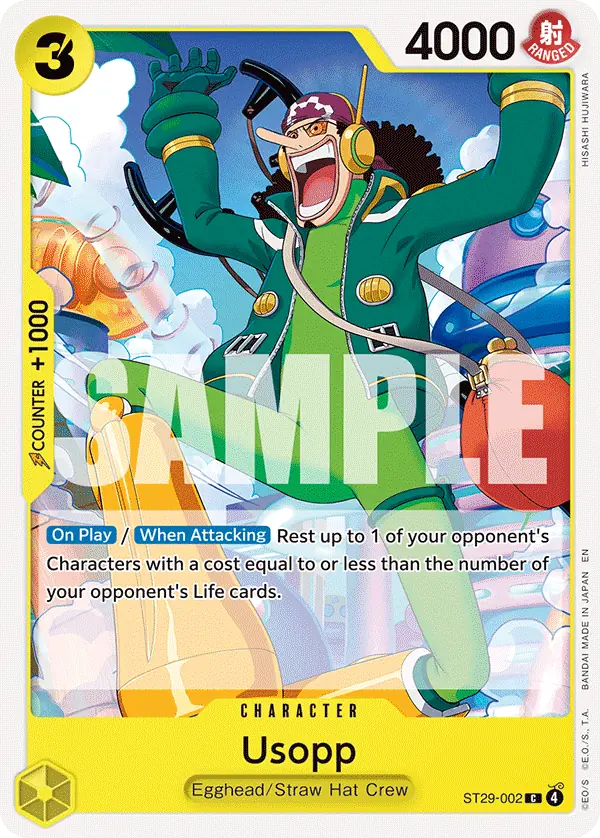 3
4000
射
RANGED
HISASHI HUJIWARA
COUNTER +1000
SAMPLE
On Play / When Attacking Rest up to 1 of your opponent's
Characters with a cost equal to or less than the number of
your opponent's Life cards.
CHARACTER
Usopp
Egghead/Straw Hat Crew
ST29-002 C 4
©E.O/S ©E.O./S., T.A. BANDAI MADE IN JAPAN EN